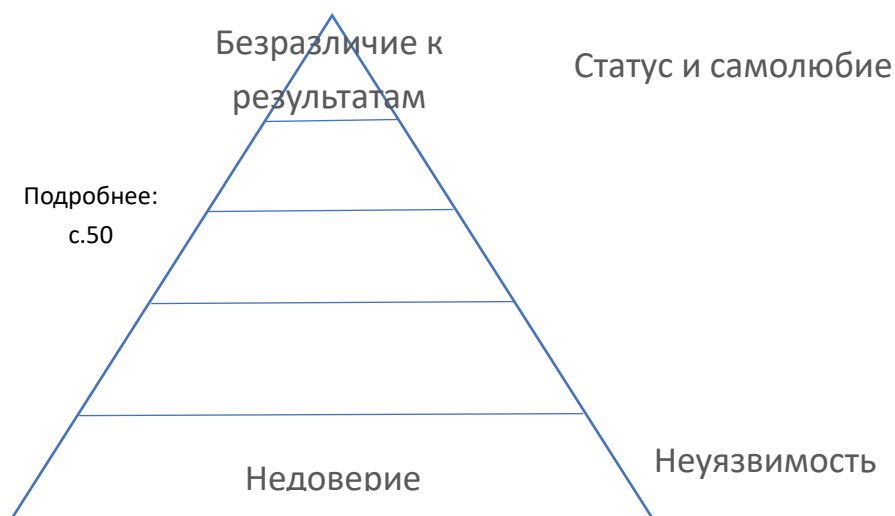 Безразличие к
результатам
Статус и самолюбие
Подробнее:
с.50
Недоверие
Неуязвимость